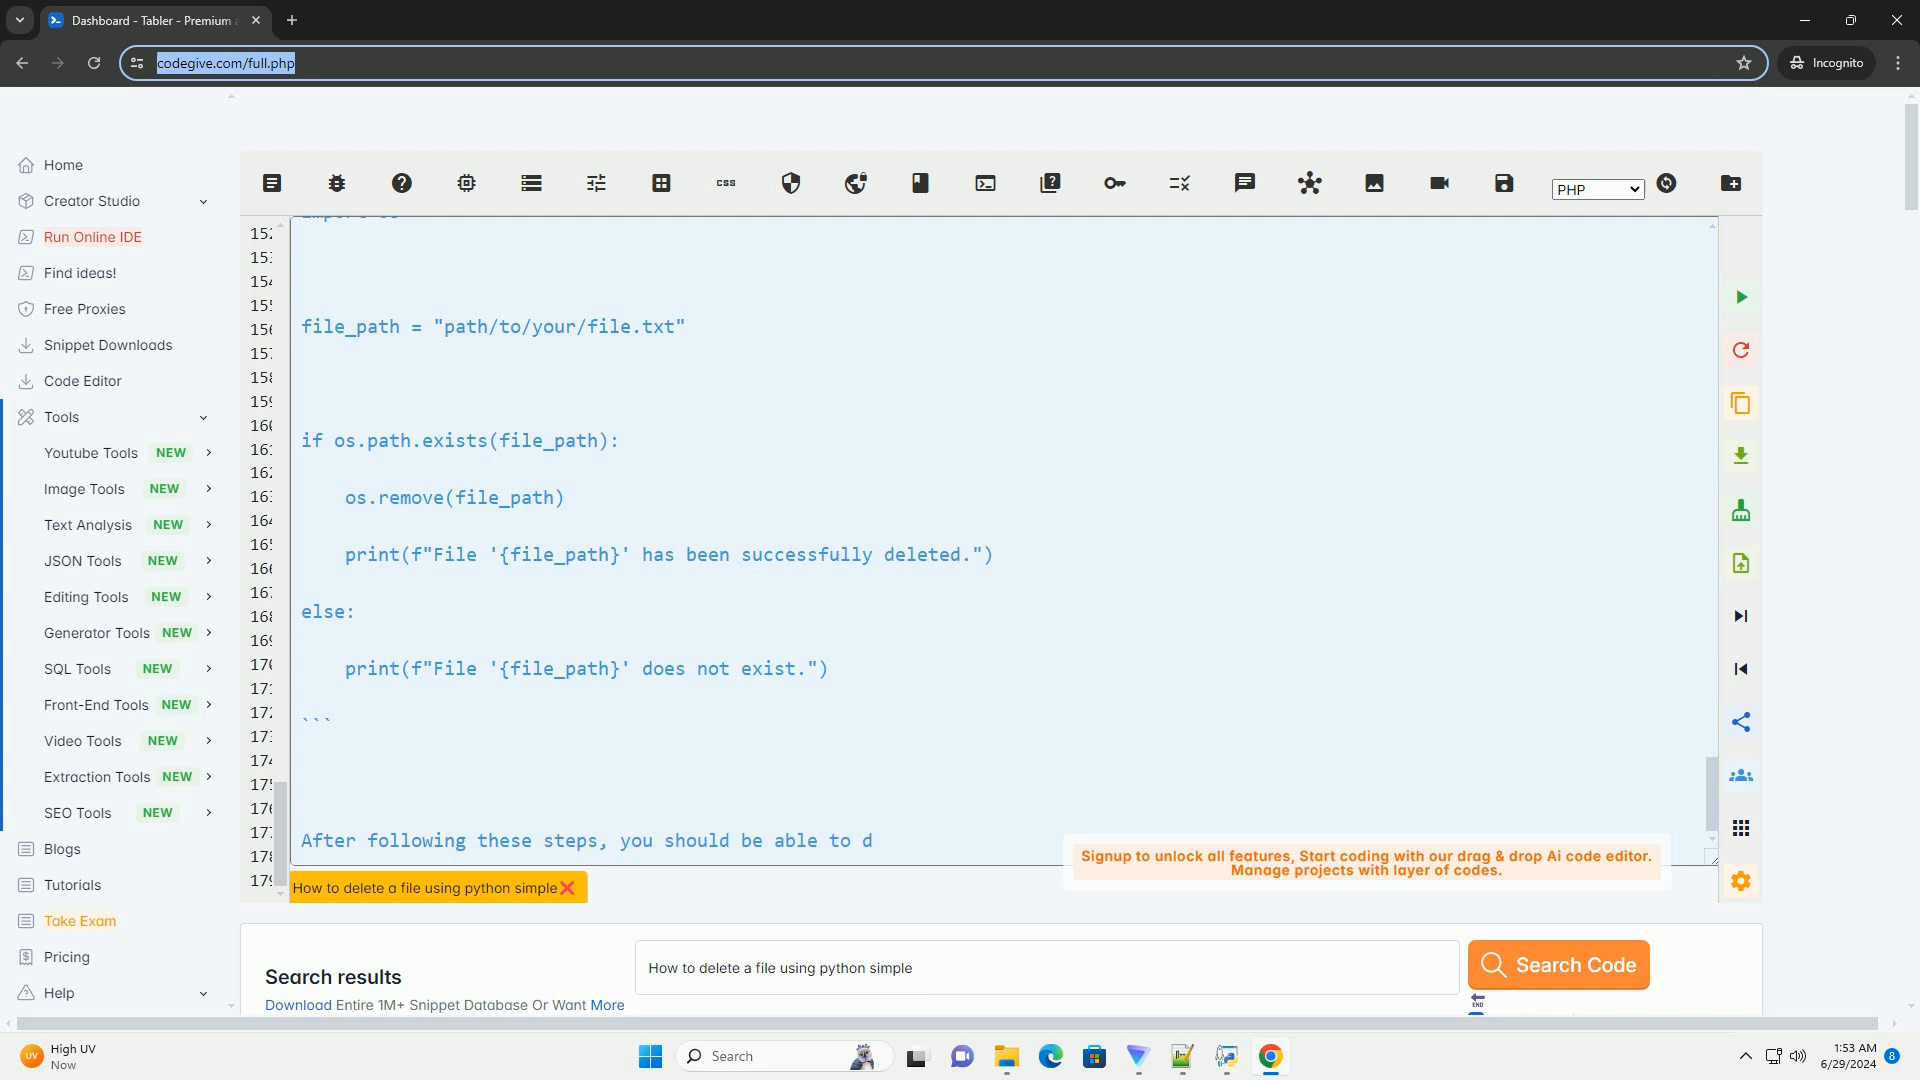 Dashboard - Tabler - Premium
codegive.com/full.php
Incognito
Home
Creator Studio
Run Online IDE
Find ideas!
Free Proxies
Snippet Downloads
Code Editor
Tools
Youtube Tools NEW
Image Tools NEW
Text Analysis NEW
JSON Tools NEW
Editing Tools NEW
Generator Tools NEW
SQL Tools NEW
Front-End Tools NEW
Video Tools NEW
Extraction Tools NEW
SEO Tools NEW
Blogs
Tutorials
Take Exam
Pricing
Help
css
PHP
file_path = "path/to/your/file.txt"
if os.path.exists(file_path):
os.remove(file_path)
print(f"File '{file_path}' has been successfully deleted.")
else:
print(f"File '{file_path}' does not exist.")
```
After following these steps, you should be able to d
Signup to unlock all features, Start coding with our drag & drop Ai code editor.
Manage projects with layer of codes.
How to delete a file using python simple
Search results
Download Entire 1M+ Snippet Database Or Want More
How to delete a file using python simple
Search Code
END
UV
High UV
Now
Search
1:53 AM
6/29/2024
8